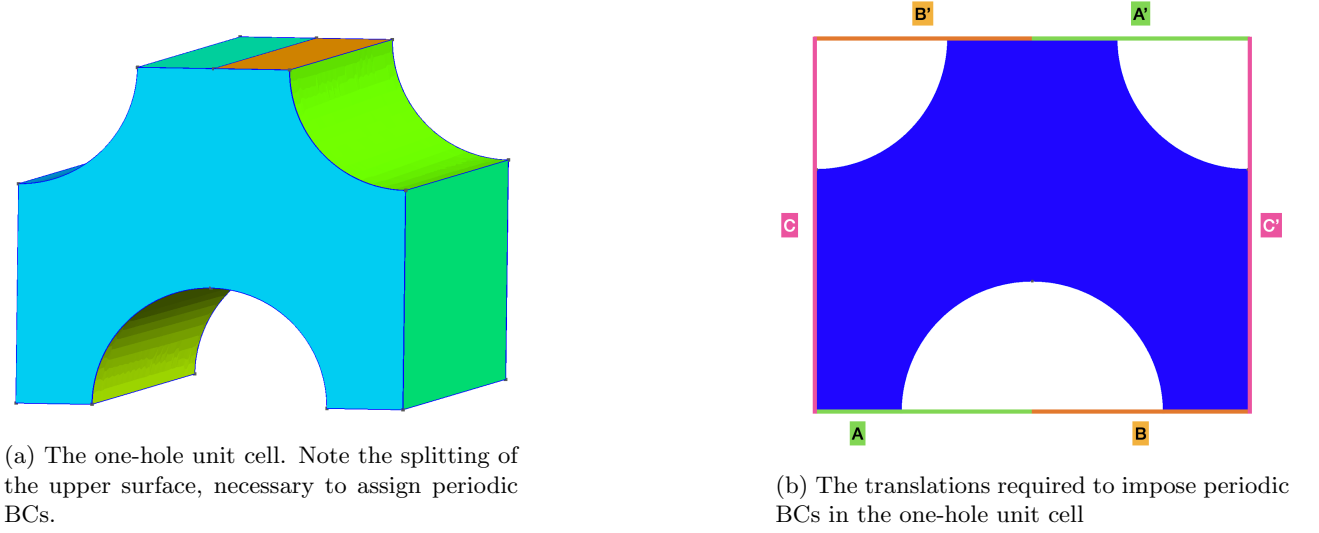 B’
A’
C
C’
A
B
(a) The one-hole unit cell. Note the splitting of
the upper surface, necessary to assign periodic
BCs.
(b) The translations required to impose periodic
BCs in the one-hole unit cell